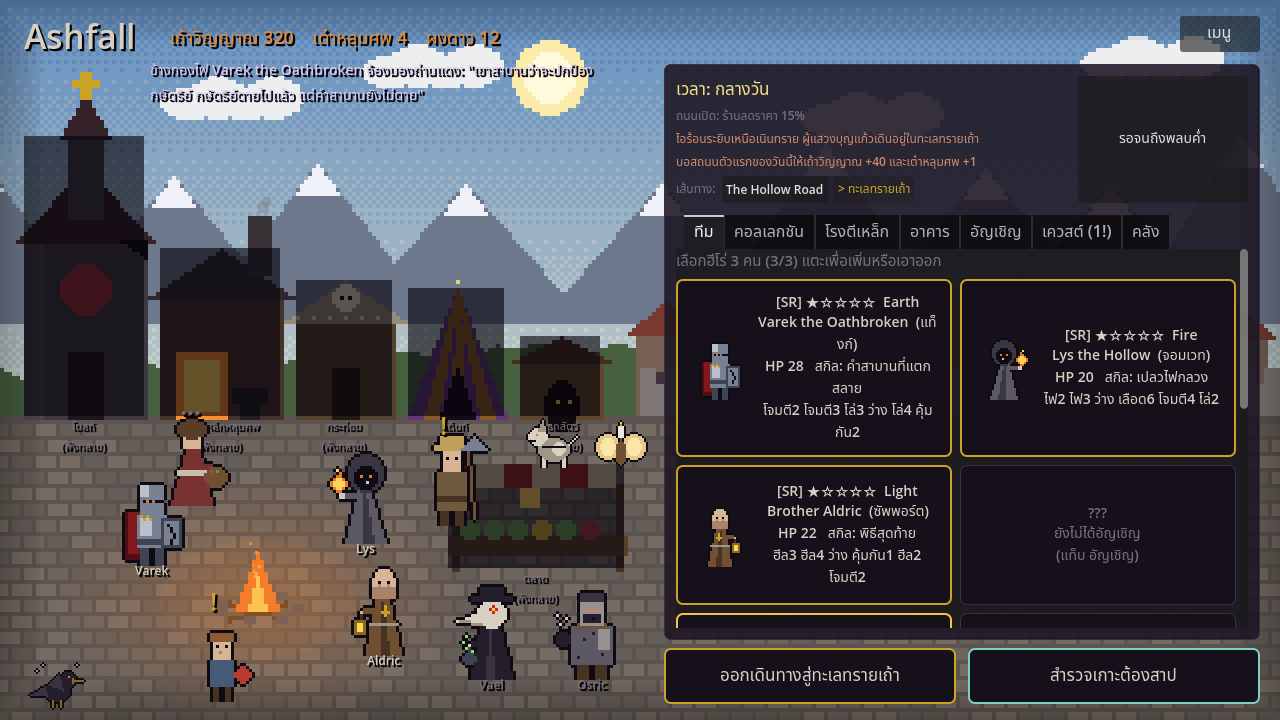 Ashfall
เถ้าวิญญาณ 320 เต๋าหลุมศพ 4 ผงดาว 12
เมนู
ข้างกองไฟ Varek the Oathbroken จ้องมองถ่านแดง: "เขาสาบานว่าจะปกป้อง
กษัตริย์ กษัตริย์ตายไปแล้ว แต่คำสาบานยังไม่ตาย"
เวลา: กลางวัน
ถนนเปิด: ร้านลดราคา 15%
ไอร้อนระยิบเหนือเนินทราย ผู้แสวงบุญแก้วเดินอยู่ในทะเลทรายเถ้า
บอสถนนตัวแรกของวันนี้ให้เถ้าวิญญาณ +40 และเต๋าหลุมศพ +1
รอจนถึงพลบค่ำ
เส้นทาง: The Hollow Road > ทะเลทรายเถ้า
ทีม คอลเลกชัน โรงตีเหล็ก อาคาร อัญเชิญ เควสต์ (1!) คลัง
เลือกฮีโร่ 3 คน (3/3) แตะเพื่อเพิ่มหรือเอาออก
[SR] ★☆☆☆☆ Earth
Varek the Oathbroken (แท็
งก์)
HP 28 สกิล: คำสาบานที่แตก
สลาย
โจมตี2 โจมตี3 โล่3 ว่าง โล่4 คุ้ม
กัน2
[SR] ★☆☆☆☆ Fire
Lys the Hollow (จอมเวท)
HP 20 สกิล: เปลวไฟกลวง
ไฟ2 ไฟ3 ว่าง เลือด6 โจมตี4 โล่2
[SR] ★☆☆☆☆ Light
Brother Aldric (ซัพพอร์ต)
HP 22 สกิล: พิธีสุดท้าย
ฮีล3 ฮีล4 ว่าง คุ้มกัน1 ฮีล2
โจมตี2
???
ยังไม่ได้อัญเชิญ
(แท็บ อัญเชิญ)
โบสถ์
(พังทลาย)
กระท่อม
(พังทลาย)
เต็นท์
ตลาด
(พังทลาย)
Varek
Lys
Aldric
Vael
Osric
!
!
ออกเดินทางสู่ทะเลทรายเถ้า
สำรวจเกาะต้องสาป